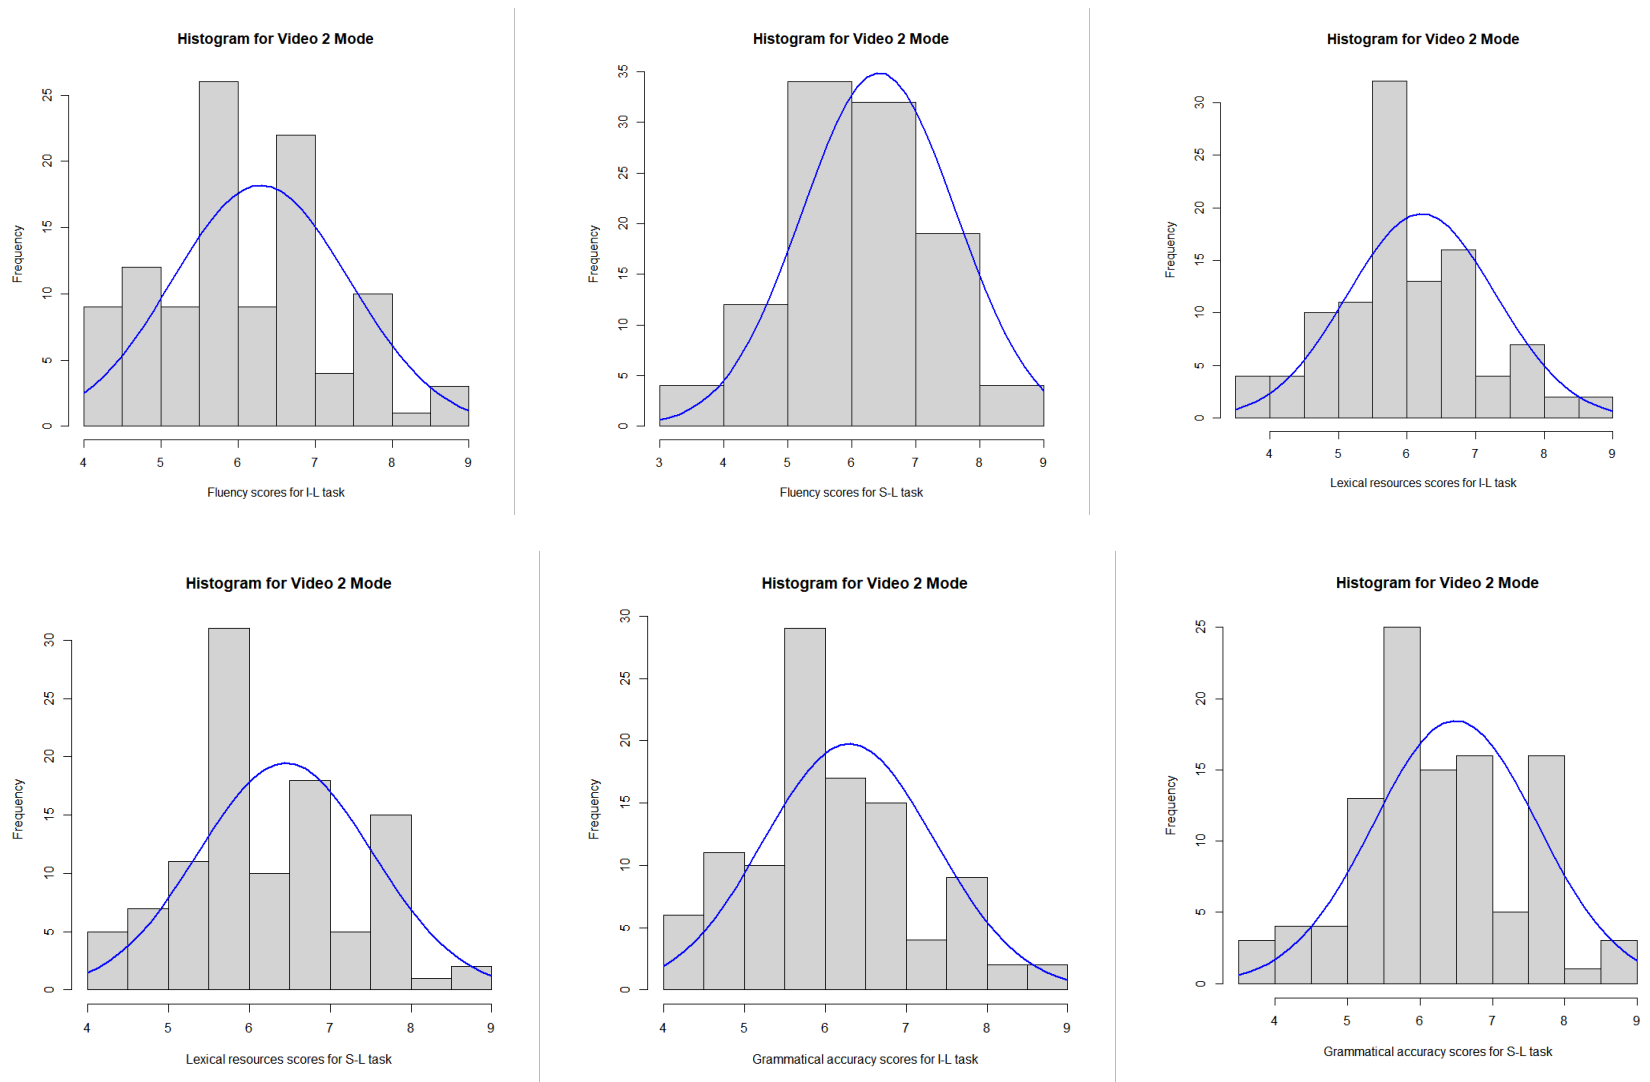 Histogram for Video 2 Mode
Frequency
0 5 10 15 20 25
4 5 6 7 8 9
Fluency scores for I-L task
Histogram for Video 2 Mode
Frequency
0 5 10 15 20 25 30 35
3 4 5 6 7 8 9
Fluency scores for S-L task
Histogram for Video 2 Mode
Frequency
0 5 10 15 20 25 30
4 5 6 7 8 9
Lexical resources scores for I-L task
Histogram for Video 2 Mode
Frequency
0 5 10 15 20 25 30
4 5 6 7 8 9
Lexical resources scores for S-L task
Histogram for Video 2 Mode
Frequency
0 5 10 15 20 25 30
4 5 6 7 8 9
Grammatical accuracy scores for I-L task
Histogram for Video 2 Mode
Frequency
0 5 10 15 20 25
4 5 6 7 8 9
Grammatical accuracy scores for S-L task